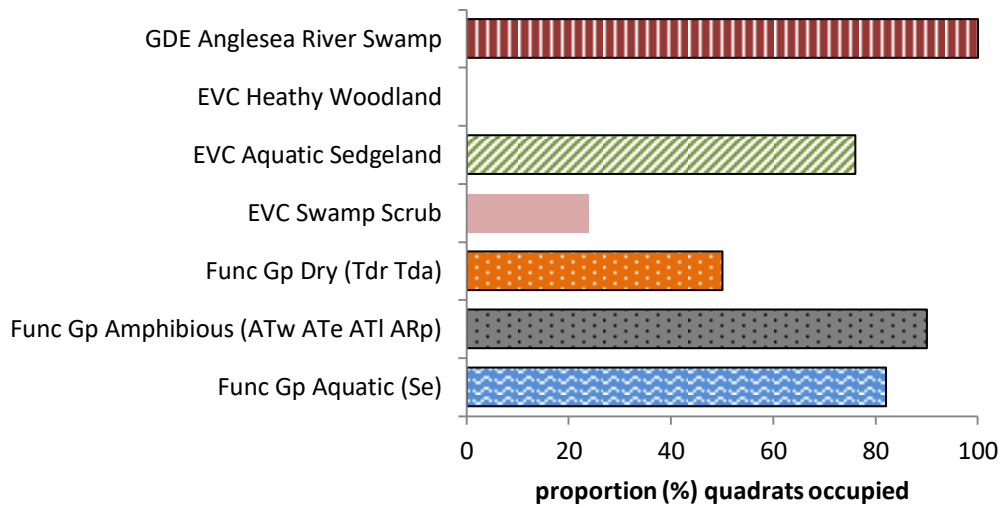 GDE Anglesea River Swamp
EVC Heathy Woodland
EVC Aquatic Sedgeland
EVC Swamp Scrub
Func Gp Dry (Tdr Tda)
Func Gp Amphibious (ATw ATe ATl ARp)
Func Gp Aquatic (Se)
0 20 40 60 80 100
proportion (%) quadrats occupied